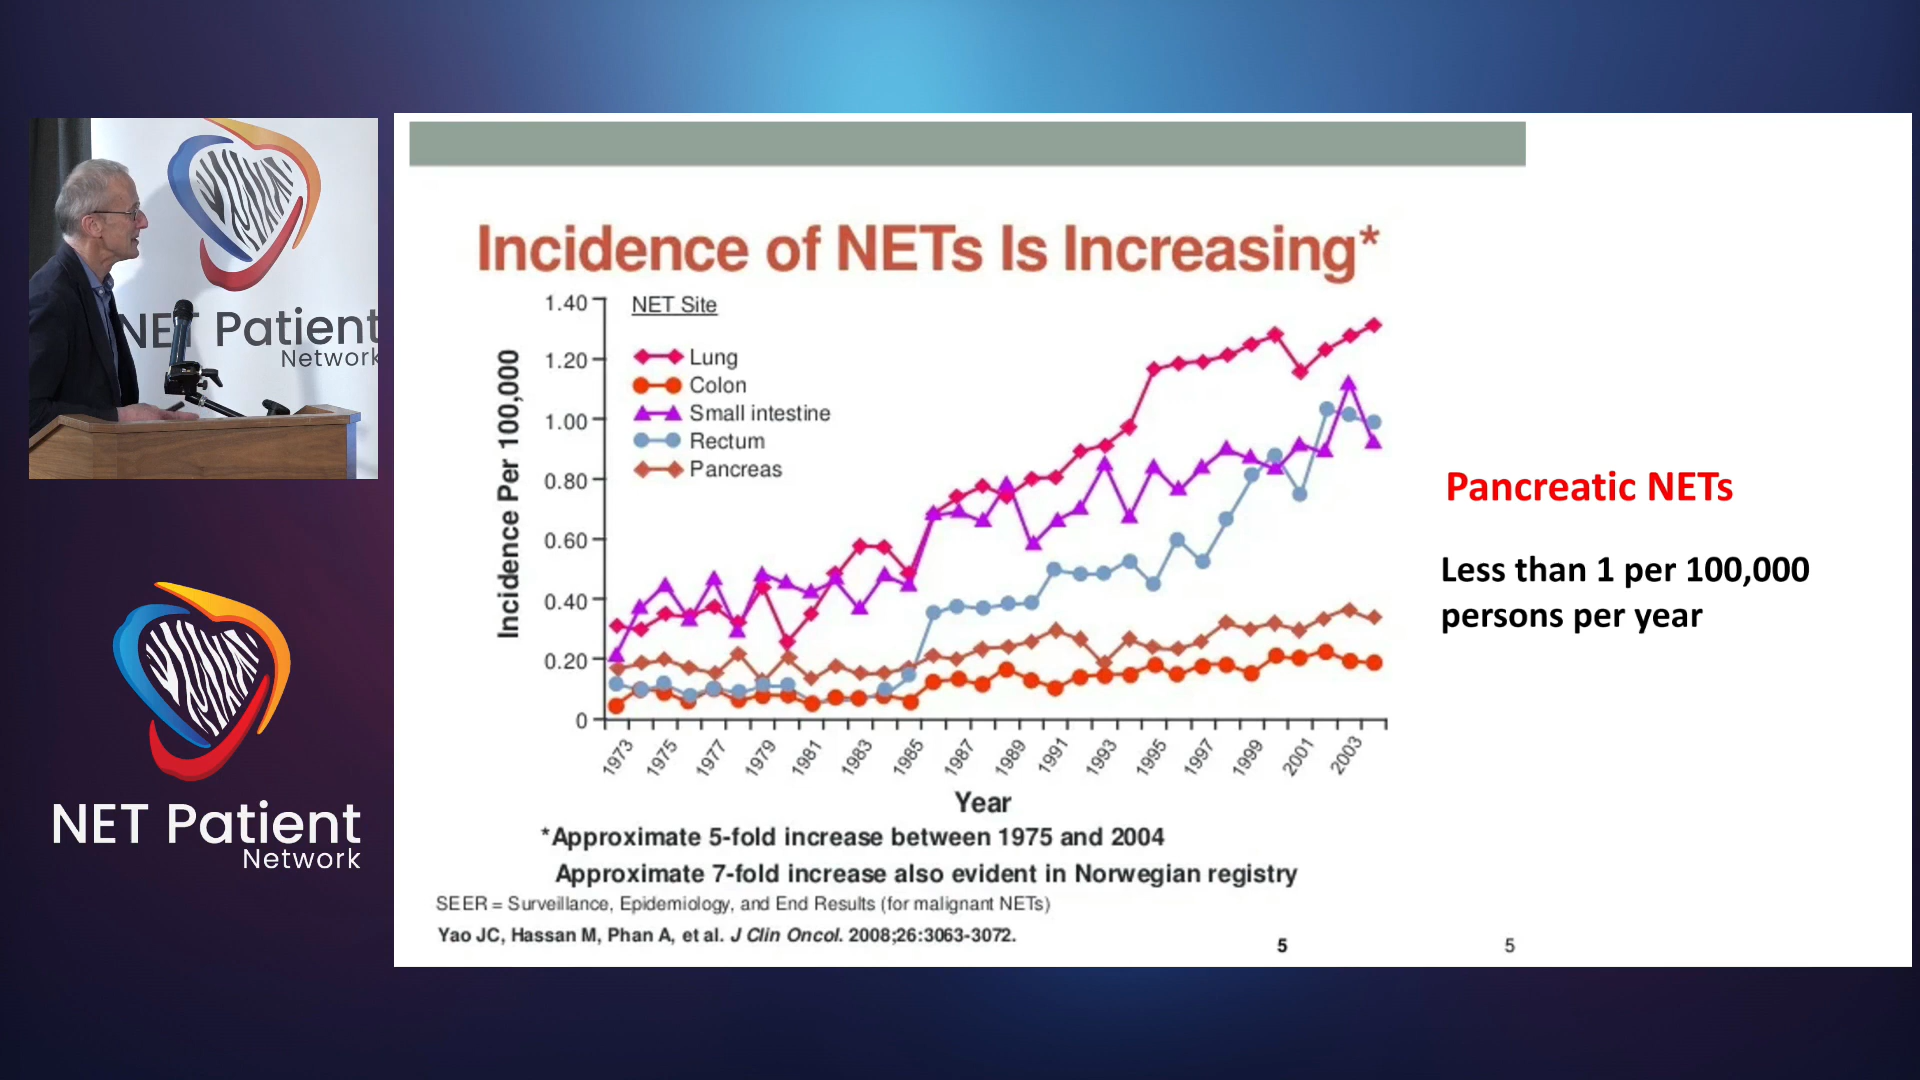 NET Patient
Network
NET Patient
Network
Incidence of NETs Is Increasing*
Incidence Per 100,000
1.40
1.20
1.00
0.80
0.60
0.40
0.20
0
NET Site
Lung
Colon
Small intestine
Rectum
Pancreas
1973
1975
1977
1979
1981
1983
1985
1987
1989
1991
1993
1995
1997
1999
2001
2003
Year
*Approximate 5-fold increase between 1975 and 2004
Approximate 7-fold increase also evident in Norwegian registry
SEER = Surveillance, Epidemiology, and End Results (for malignant NETs)
Yao JC, Hassan M, Phan A, et al. J Clin Oncol. 2008;26:3063-3072.
5
5
Pancreatic NETs
Less than 1 per 100,000
persons per year